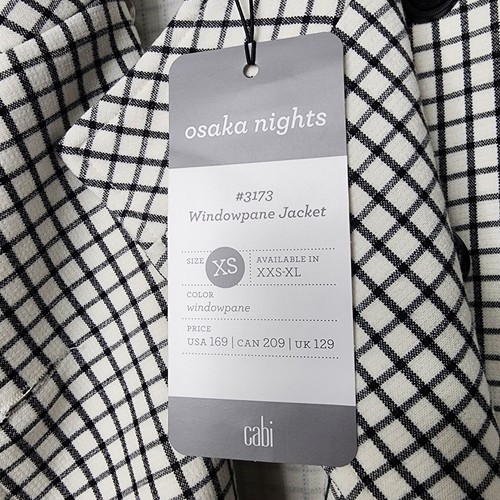 osaka nights
#3173
Windowpane Jacket
SIZE XS AVAILABLE IN
XXS-XL
COLOR
windowpane
PRICE
USA 169 | CAN 209 | UK 129
cabi